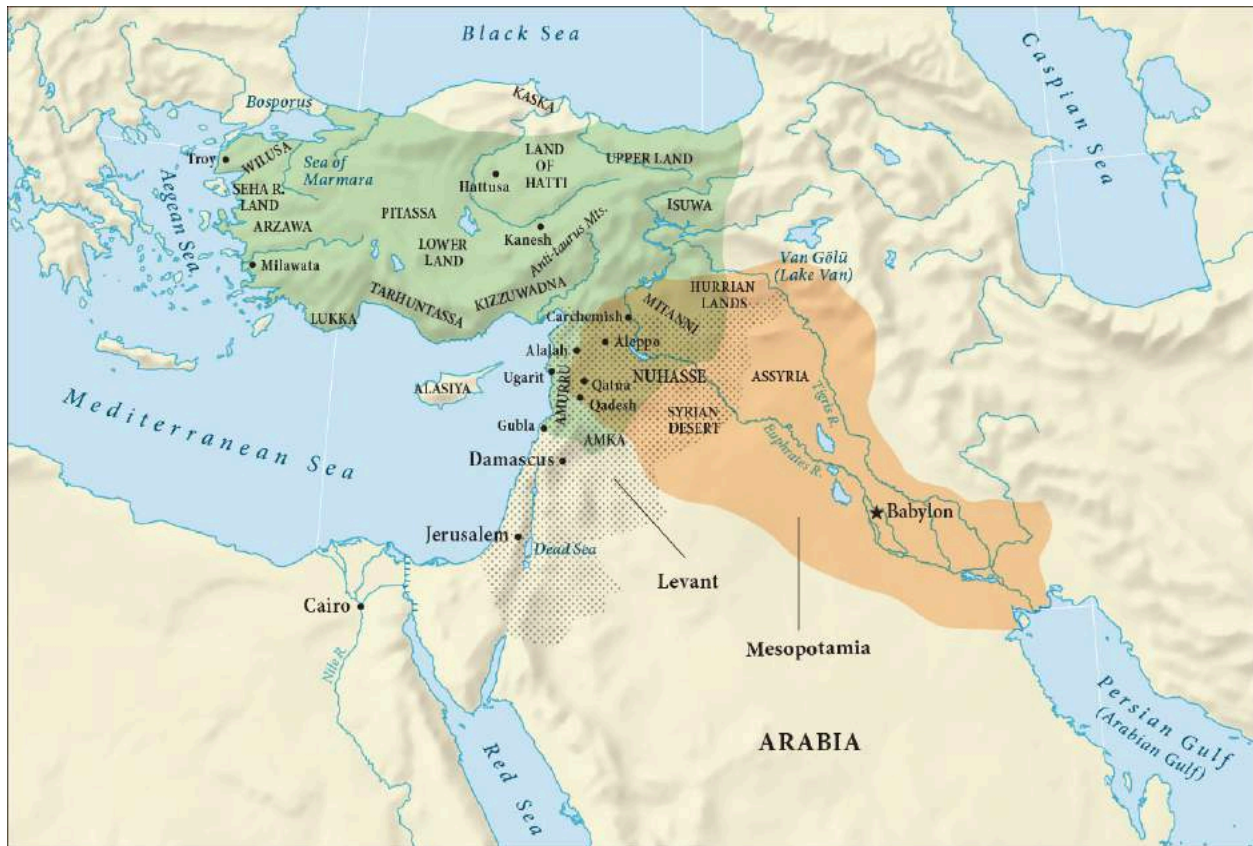 Black Sea
Caspian Sea
KASKA
Bosporus
Troy
WILUSA
Sea of
Marmara
LAND
OF
HATTI
UPPER LAND
Hattusa
Aegean Sea
SEHA R.
LAND
PITASSA
ISUWA
ARZAWA
Kanesh
Anti-taurus Mts.
LOWER
LAND
Milawata
Van Gölü
(Lake Van)
TARHUNTASSA
KIZZUWADNA
HURRIAN
LANDS
MITANNI
LUKKA
Carchemish
Aleppo
Alalah
Ugarit
ALASIYA
AMURRU
NUHASSE
ASSYRIA
Qatna
Qadesh
Tigris R.
Mediterranean Sea
SYRIAN
DESERT
Gubla
AMKA
Euphrates R.
Damascus
Babylon
Jerusalem
Dead Sea
Levant
Cairo
Mesopotamia
Nile R.
Persian Gulf
(Arabian Gulf)
ARABIA
Red Sea